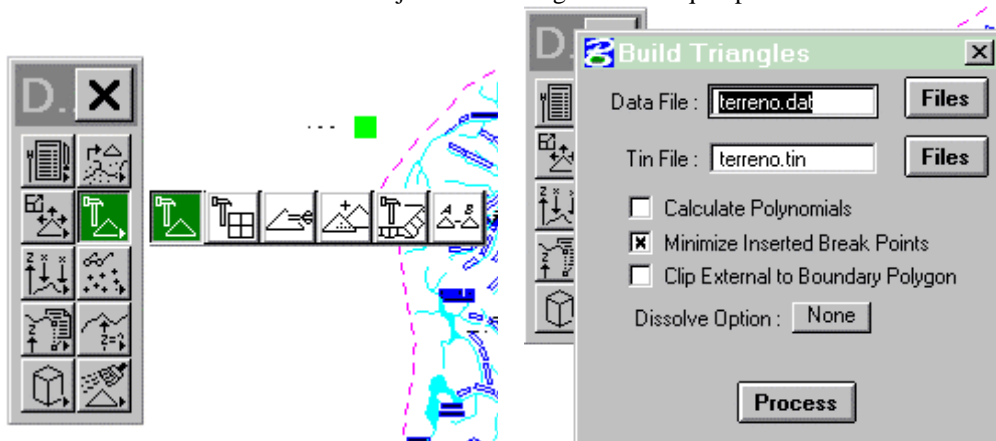 D..
D.
Build Triangles
Data File : terreno.dat Files
Tin File : terreno.tin Files
Calculate Polynomials
Minimize Inserted Break Points
Clip External to Boundary Polygon
Dissolve Option : None
Process